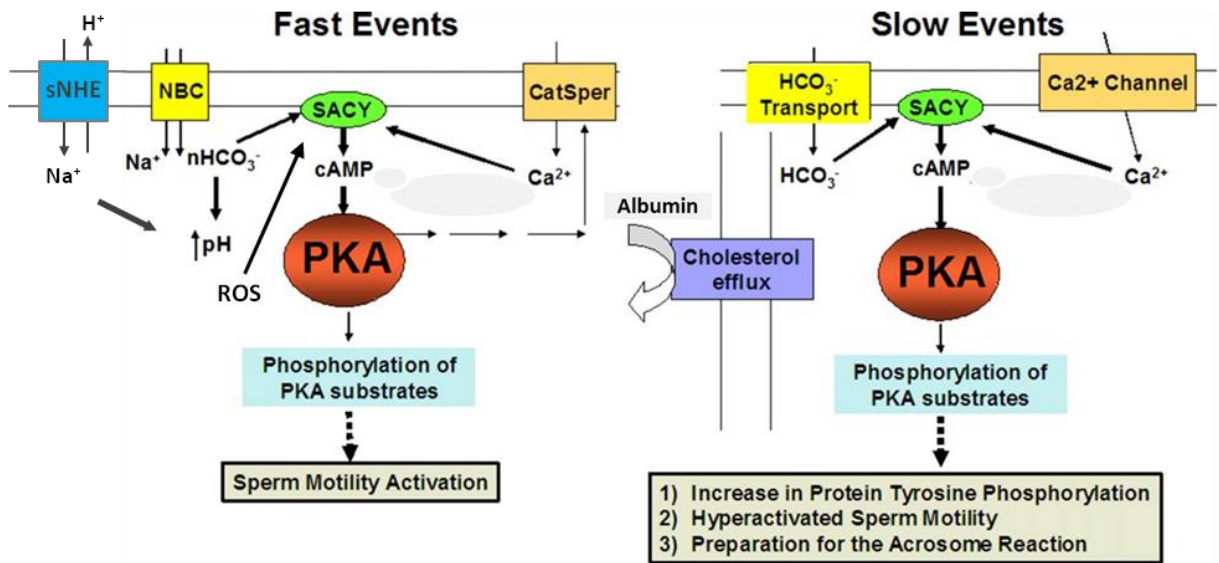 Fast Events
H⁺
sNHE
NBC
SACY
CatSper
Na⁺
Na⁺
nHCO₃⁻
cAMP
Ca²⁺
↑pH
ROS
PKA
Phosphorylation of
PKA substrates
Sperm Motility Activation
Slow Events
HCO₃⁻
Transport
SACY
Ca2+ Channel
HCO₃⁻
cAMP
Ca²⁺
Albumin
Cholesterol
efflux
PKA
Phosphorylation of
PKA substrates
1) Increase in Protein Tyrosine Phosphorylation
2) Hyperactivated Sperm Motility
3) Preparation for the Acrosome Reaction